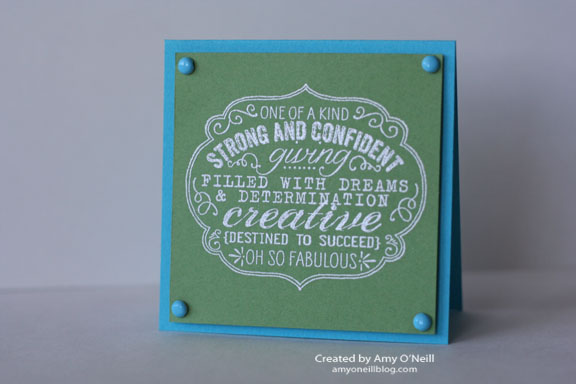 ONE OF A KIND
STRONG AND CONFIDENT
giving
FILLED WITH DREAMS
& DETERMINATION
creative
{DESTINED TO SUCCEED}
OH SO FABULOUS
Created by Amy O'Neill
amyoneillblog.com